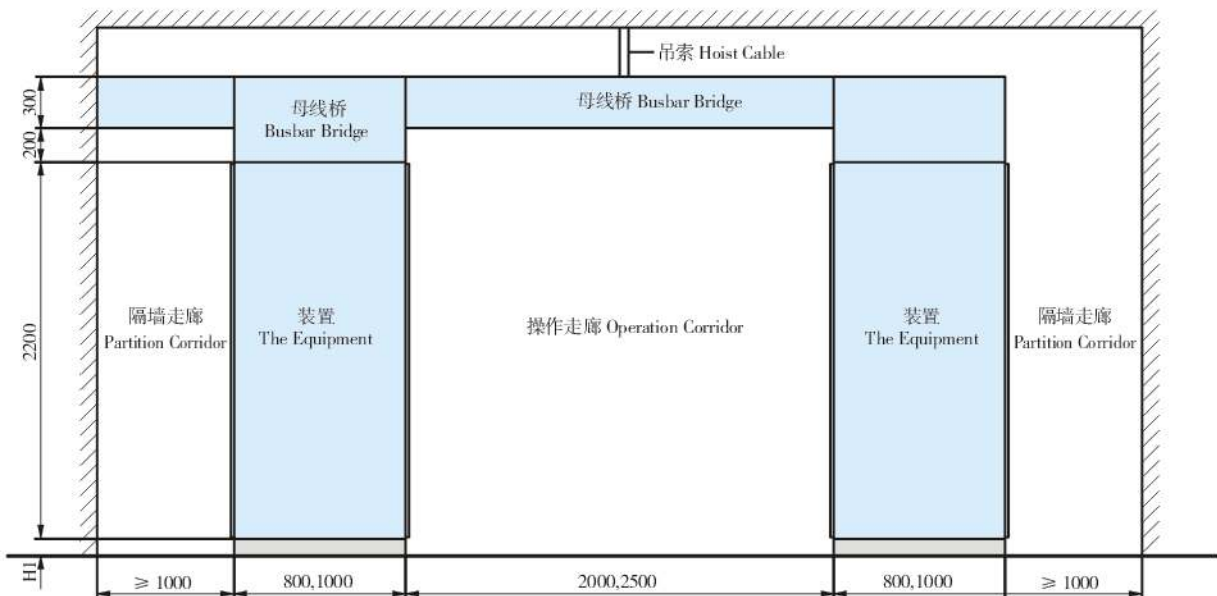 吊索 Hoist Cable
300
母线桥
Busbar Bridge
母线桥 Busbar Bridge
200
2200
隔墙走廊
Partition Corridor
装置
The Equipment
操作走廊 Operation Corridor
装置
The Equipment
隔墙走廊
Partition Corridor
H1
≥ 1000
800,1000
2000,2500
800,1000
≥ 1000